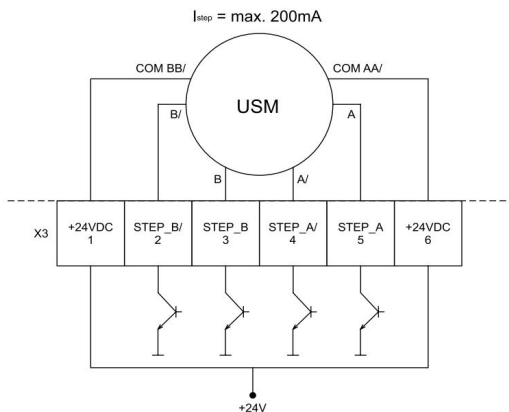 Istep = max. 200mA
COM BB/
COM AA/
USM
B/
A
B
A/
X3
+24VDC
1
STEP_B/
2
STEP_B
3
STEP_A/
4
STEP_A
5
+24VDC
6
+24V